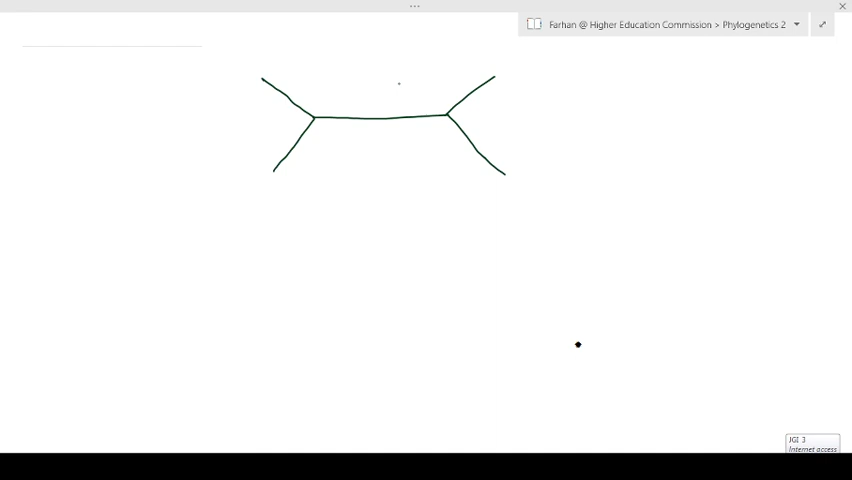 Farhan @ Higher Education Commission > Phylogenetics 2
JGI 3
Internet access